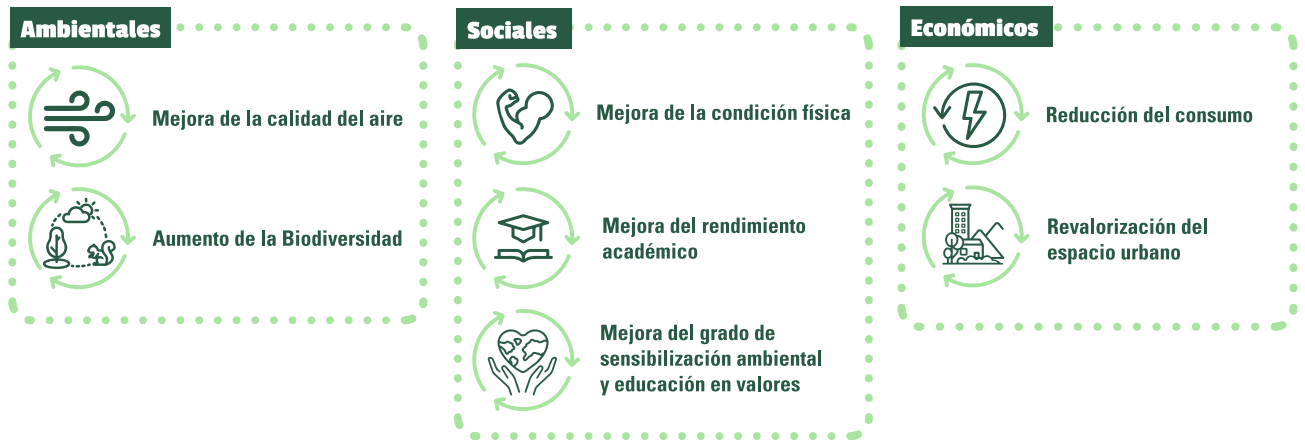 Ambientales
Mejora de la calidad del aire
Aumento de la Biodiversidad
Sociales
Mejora de la condición física
Mejora del rendimiento
académico
Mejora del grado de
sensibilización ambiental
y educación en valores
Económicos
Reducción del consumo
Revalorización del
espacio urbano